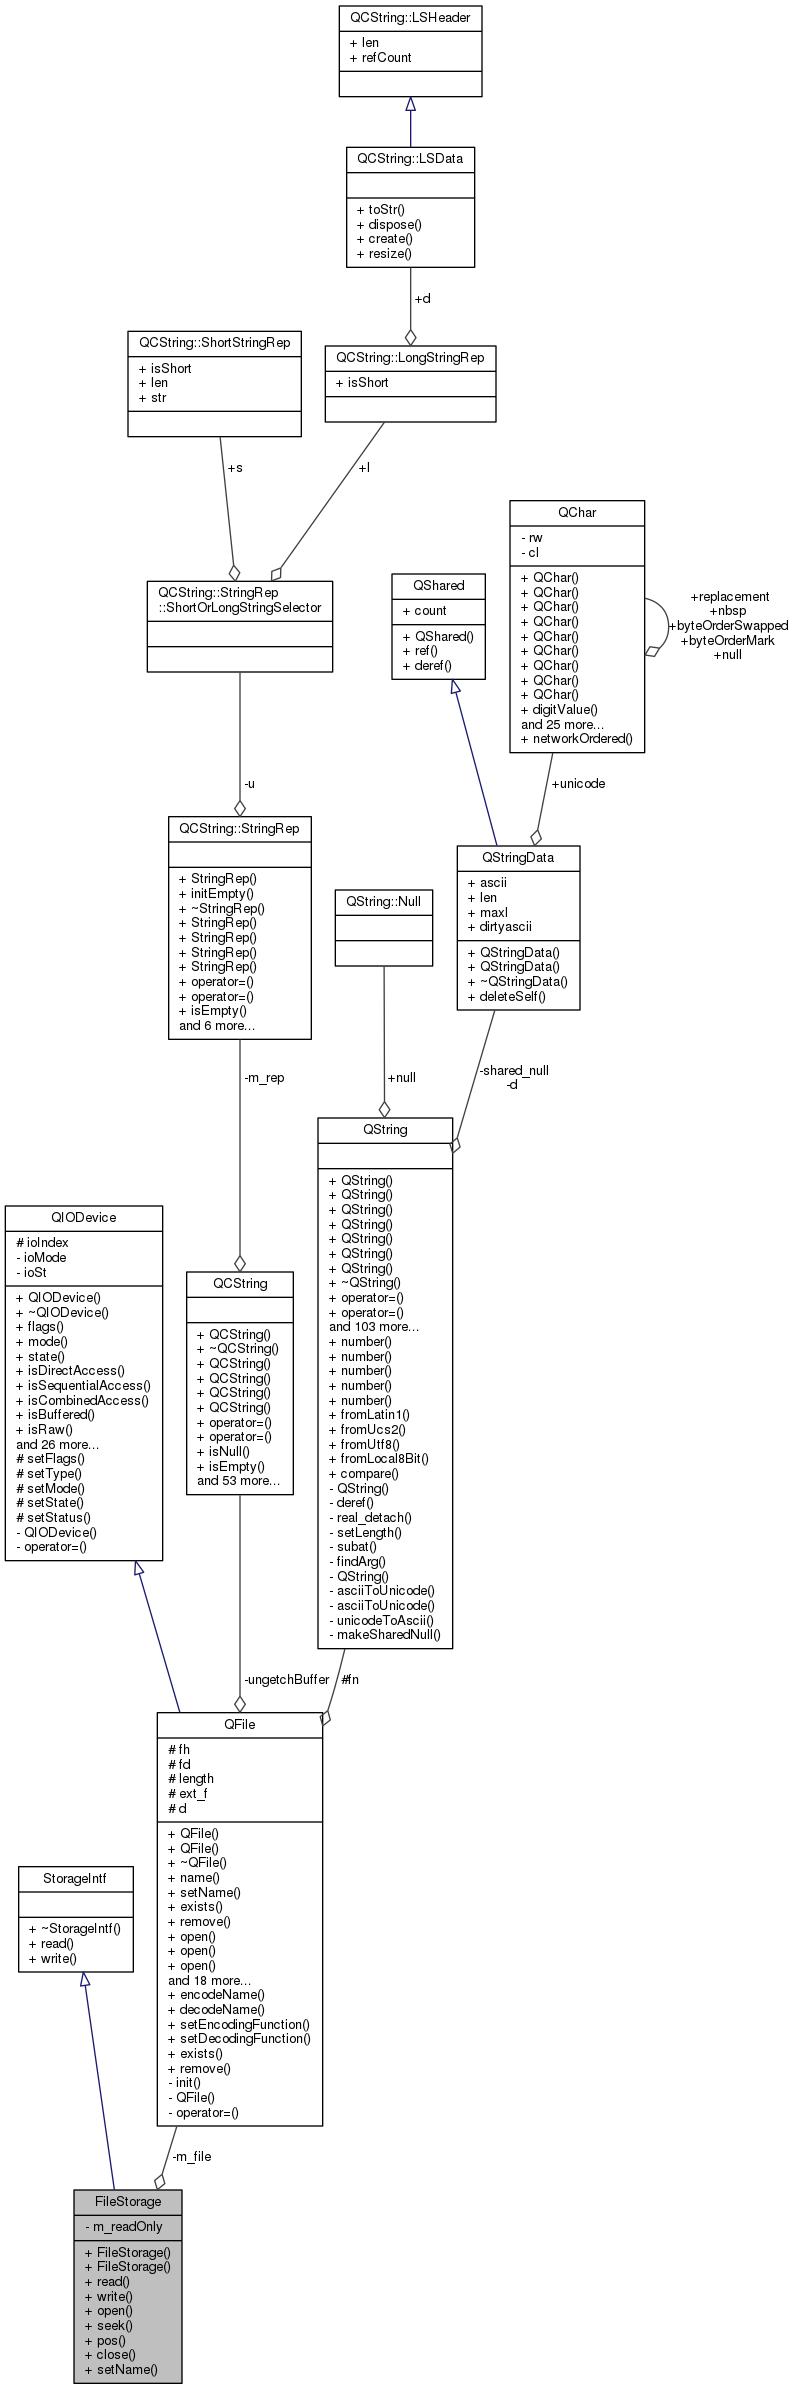 QCString::LSHeader
+ len
+ refCount
QCString::LSData
+ toStr()
+ dispose()
+ create()
+ resize()
+d
QCString::ShortStringRep
+ isShort
+ len
+ str
QCString::LongStringRep
+ isShort
+s
+l
QChar
- rw
- cl
+ QChar()
+ QChar()
+ QChar()
+ QChar()
+ QChar()
+ QChar()
+ QChar()
+ QChar()
+ QChar()
+ digitValue()
and 25 more...
+ networkOrdered()
+replacement
+nbsp
+byteOrderSwapped
+byteOrderMark
+null
QShared
+ count
+ QShared()
+ ref()
+ deref()
QCString::StringRep
::ShortOrLongStringSelector
-u
+unicode
QCString::StringRep
+ StringRep()
+ initEmpty()
+ ~StringRep()
+ StringRep()
+ StringRep()
+ StringRep()
+ StringRep()
+ operator=()
+ operator=()
+ isEmpty()
and 6 more...
QString::Null
QStringData
+ ascii
+ len
+ maxl
+ dirtyascii
+ QStringData()
+ QStringData()
+ ~QStringData()
+ deleteSelf()
-m_rep
+null
-shared_null
-d
QString
+ QString()
+ QString()
+ QString()
+ QString()
+ QString()
+ QString()
+ QString()
+ ~QString()
+ operator=()
+ operator=()
and 103 more...
+ number()
+ number()
+ number()
+ number()
+ number()
+ fromLatin1()
+ fromUcs2()
+ fromUtf8()
+ fromLocal8Bit()
+ compare()
- QString()
- deref()
- real_detach()
- setLength()
- subat()
- findArg()
- QString()
- asciiToUnicode()
- asciiToUnicode()
- unicodeToAscii()
- makeSharedNull()
QIODevice
# ioIndex
- ioMode
- ioSt
+ QIODevice()
+ ~QIODevice()
+ flags()
+ mode()
+ state()
+ isDirectAccess()
+ isSequentialAccess()
+ isCombinedAccess()
+ isBuffered()
+ isRaw()
and 26 more...
# setFlags()
# setType()
# setMode()
# setState()
# setStatus()
- QIODevice()
- operator=()
QCString
+ QCString()
+ ~QCString()
+ QCString()
+ QCString()
+ QCString()
+ QCString()
+ operator=()
+ operator=()
+ isNull()
+ isEmpty()
and 53 more...
-ungetchBuffer
#fn
QFile
# fh
# fd
# length
# ext_f
# d
+ QFile()
+ QFile()
+ ~QFile()
+ name()
+ setName()
+ exists()
+ remove()
+ open()
+ open()
+ open()
and 18 more...
+ encodeName()
+ decodeName()
+ setEncodingFunction()
+ setDecodingFunction()
+ exists()
+ remove()
- init()
- QFile()
- operator=()
StorageIntf
+ ~StorageIntf()
+ read()
+ write()
-m_file
FileStorage
- m_readOnly
+ FileStorage()
+ FileStorage()
+ read()
+ write()
+ open()
+ seek()
+ pos()
+ close()
+ setName()